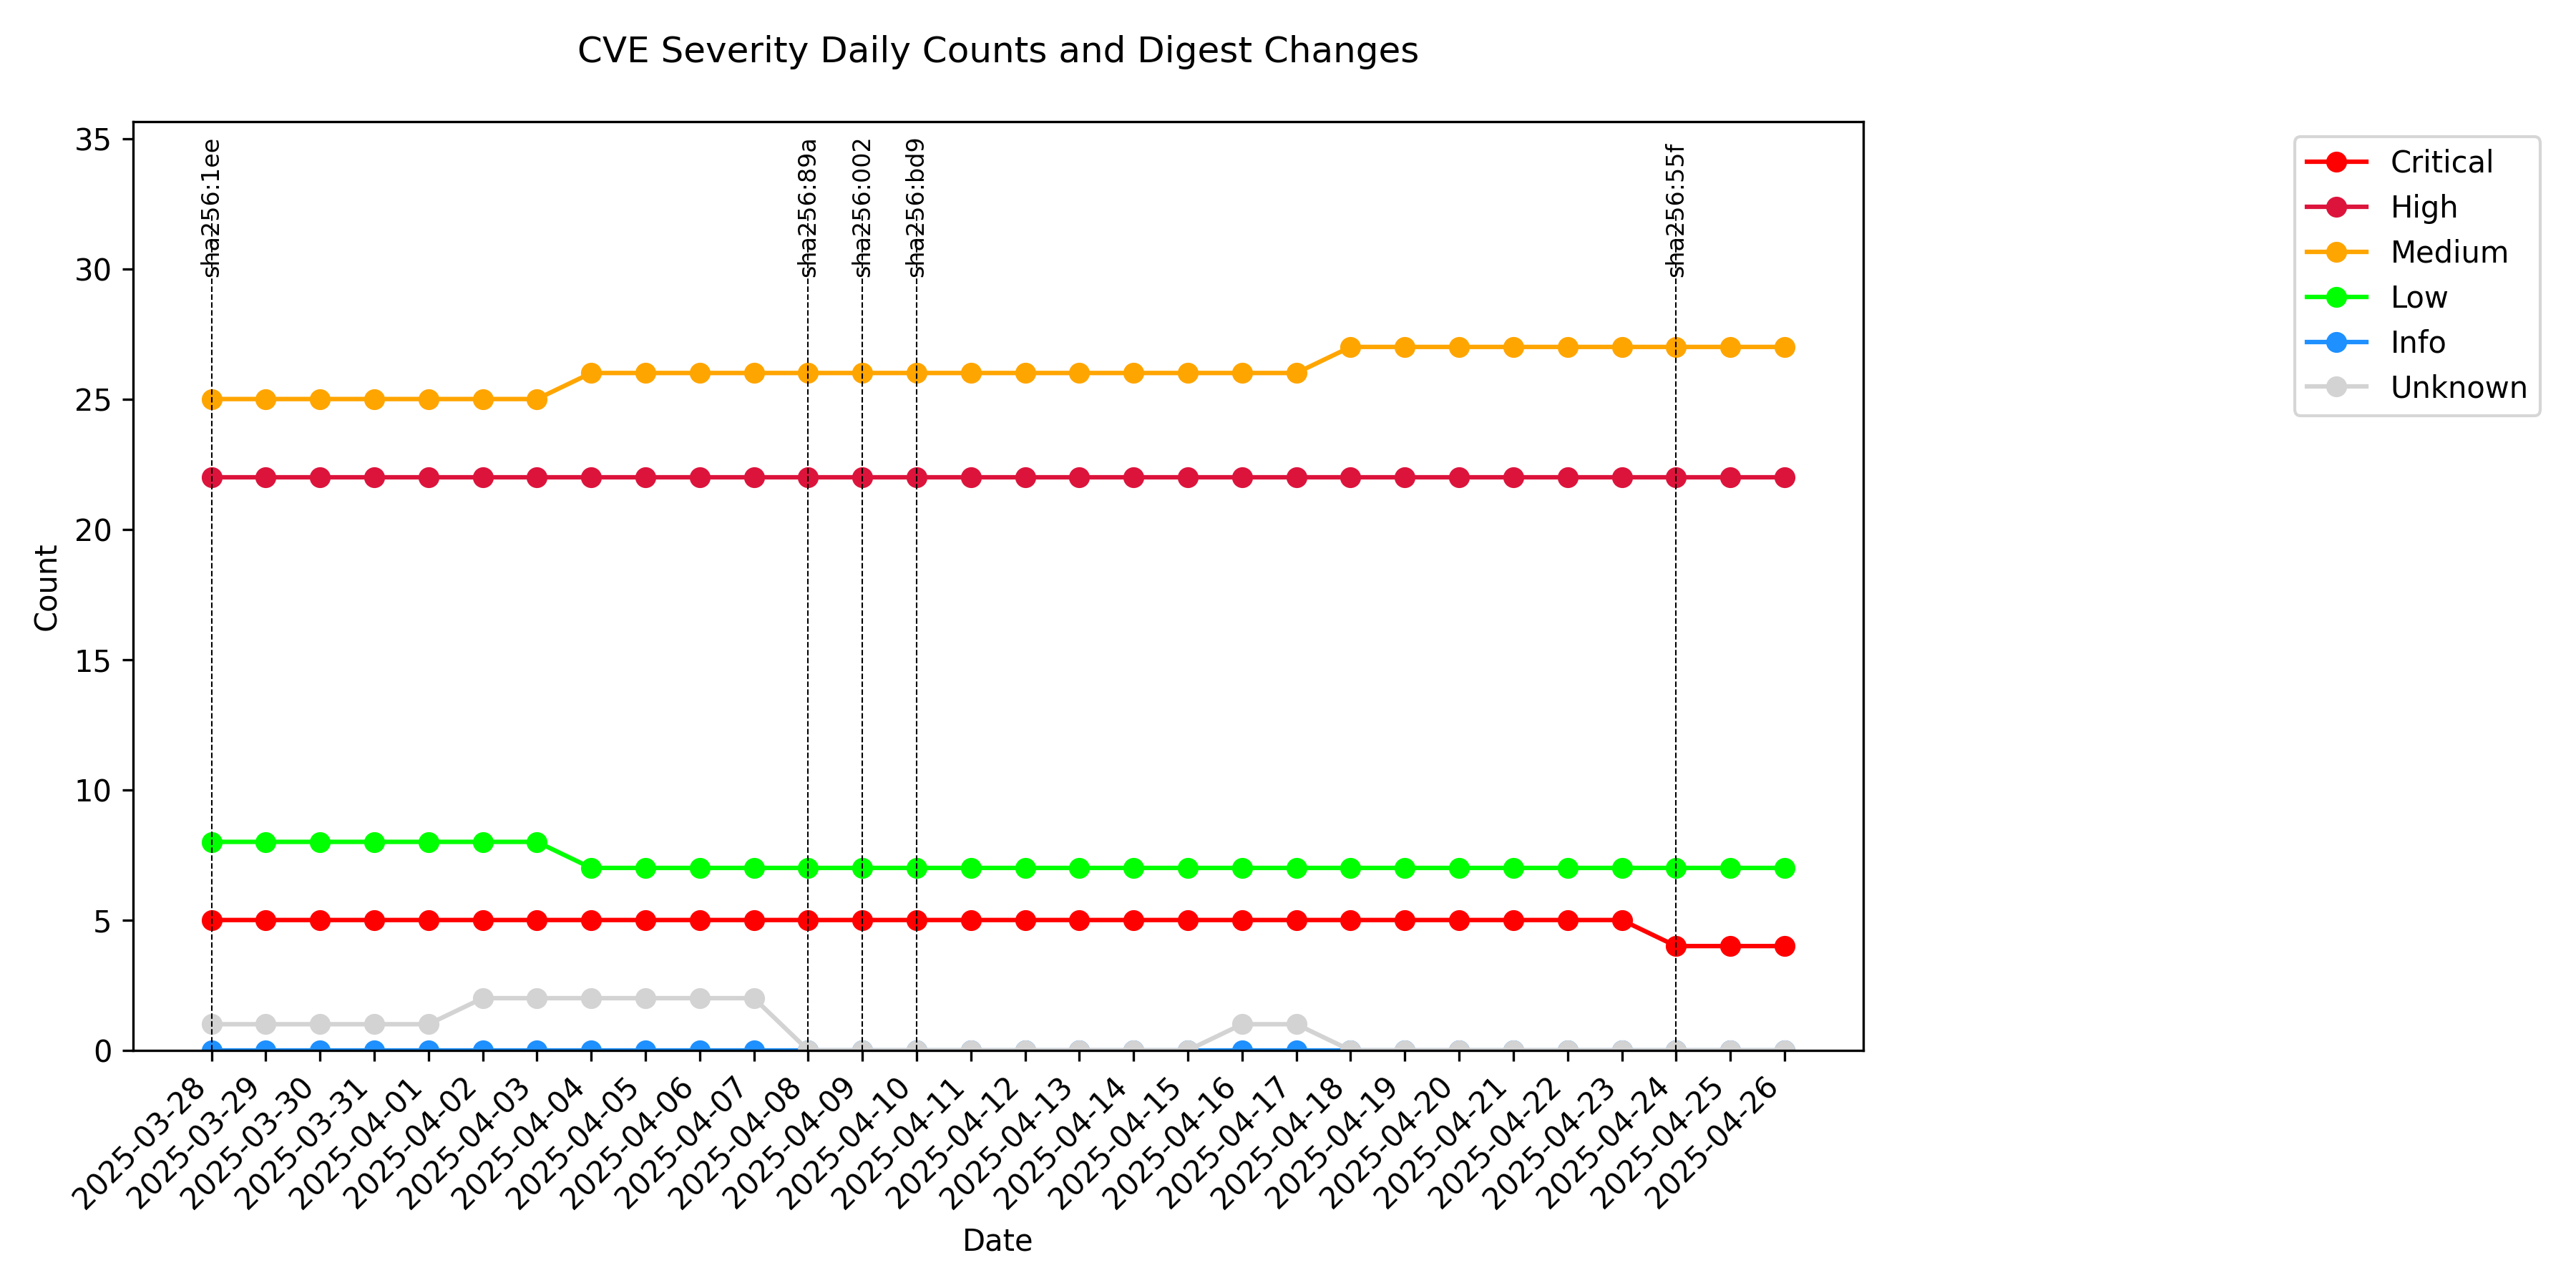 CVE Severity Daily Counts and Digest Changes
35
30
25
20
15
10
5
0
Count
sha256:1ee
sha256:89a
sha256:002
sha256:bd9
sha256:55f
Critical
High
Medium
Low
Info
Unknown
2025-03-28
2025-03-29
2025-03-30
2025-03-31
2025-04-01
2025-04-02
2025-04-03
2025-04-04
2025-04-05
2025-04-06
2025-04-07
2025-04-08
2025-04-09
2025-04-10
2025-04-11
2025-04-12
2025-04-13
2025-04-14
2025-04-15
2025-04-16
2025-04-17
2025-04-18
2025-04-19
2025-04-20
2025-04-21
2025-04-22
2025-04-23
2025-04-24
2025-04-25
2025-04-26
Date